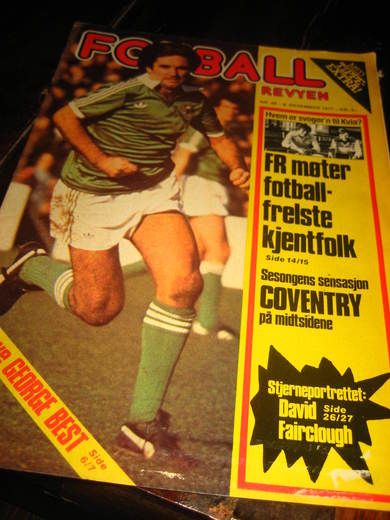 FOTBALL
REVYEN
Hvem er svoger'n til Kvia?
FR møter
fotball-
frelste
kjentfolk
Side 14/15
Sesongens sensasjon
COVENTRY
på midtsidene
Stjerneportrettet:
David Side
Fairclough 26/27
GEORGE BEST Side
6/7